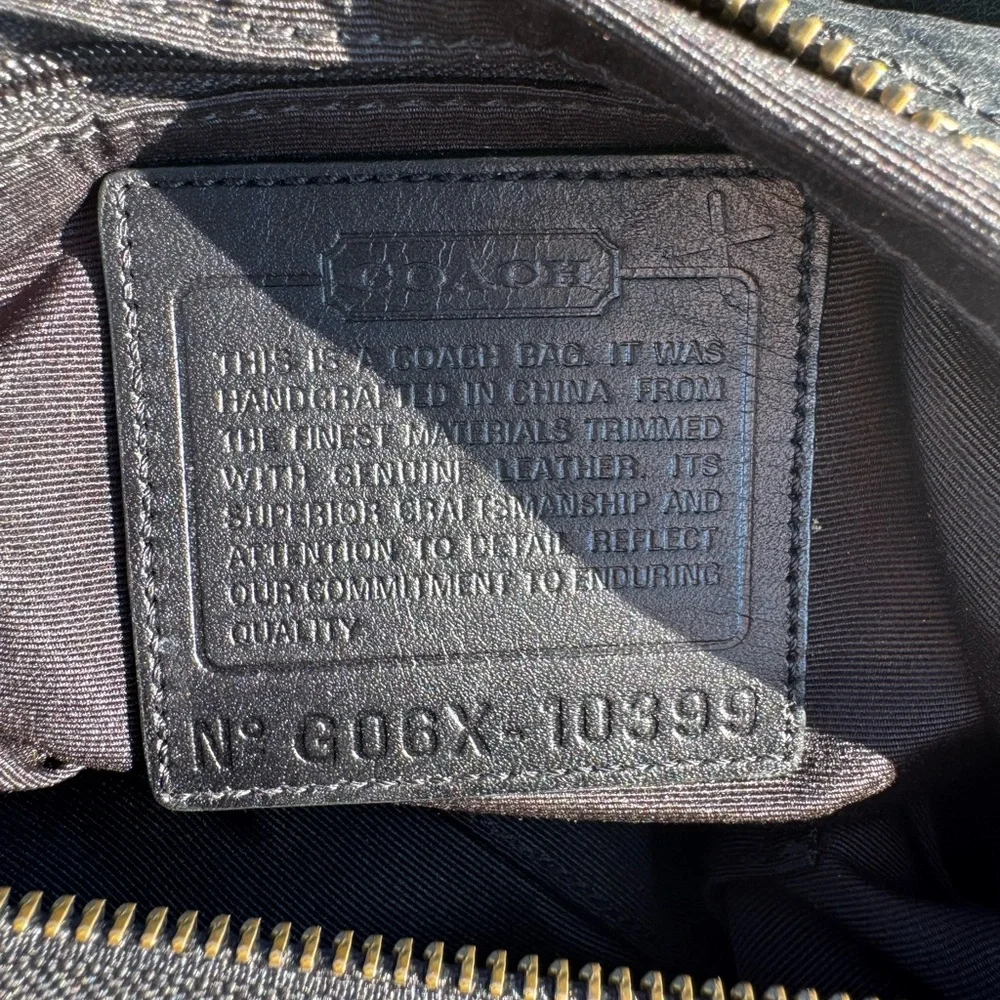 COACH
THIS IS A COACH BAG. IT WAS
HANDCRAFTED IN CHINA FROM
THE FINEST MATERIALS TRIMMED
WITH GENUINE LEATHER. ITS
SUPERIOR CRAFTSMANSHIP AND
ATTENTION TO DETAIL REFLECT
OUR COMMITMENT TO ENDURING
QUALITY
Nº G06X-10399